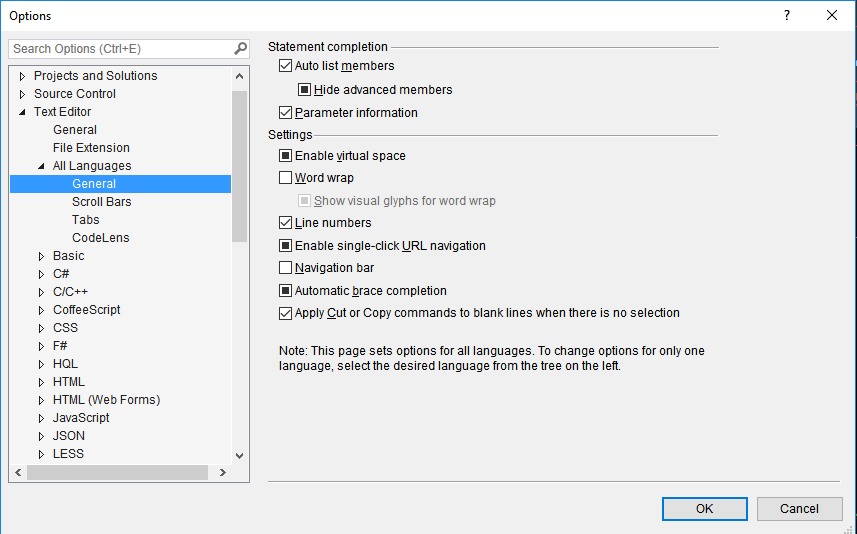 Options
?
Search Options (Ctrl+E)
Projects and Solutions
Source Control
Text Editor
General
File Extension
All Languages
General
Scroll Bars
Tabs
CodeLens
Basic
C#
C/C++
CoffeeScript
CSS
F#
HQL
HTML
HTML (Web Forms)
JavaScript
JSON
LESS
Statement completion
Auto list members
Hide advanced members
Parameter information
Settings
Enable virtual space
Word wrap
Show visual glyphs for word wrap
Line numbers
Enable single-click URL navigation
Navigation bar
Automatic brace completion
Apply Cut or Copy commands to blank lines when there is no selection
Note: This page sets options for all languages. To change options for only one
language, select the desired language from the tree on the left.
OK
Cancel